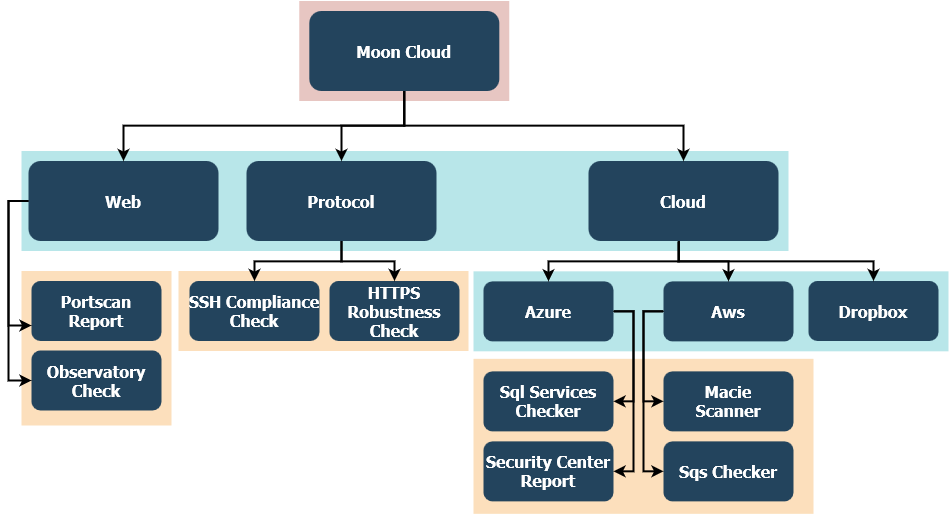 Moon Cloud
Web
Protocol
Cloud
Portscan
Report
Observatory
Check
SSH Compliance
Check
HTTPS
Robustness
Check
Azure
Aws
Dropbox
Sql Services
Checker
Macie
Scanner
Security Center
Report
Sqs Checker